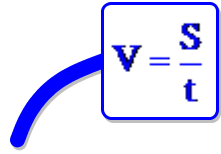 V = S/t